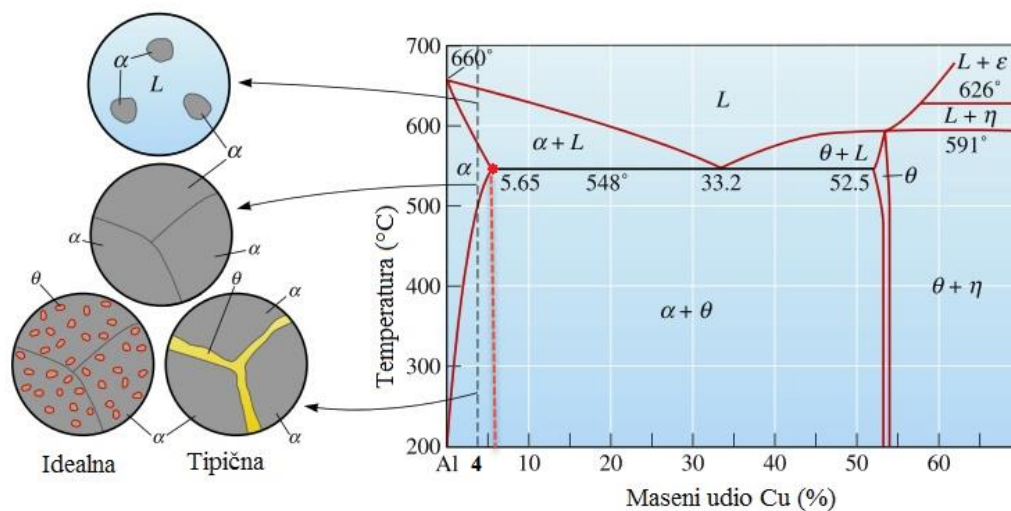 α
L
α
α
α
α
θ
θ
α
α
α
Idealna
Tipična
Temperatura (°C)
700
600
500
400
300
200
660°
L
L + ε
626°
L + η
591°
α + L
θ + L
α
θ
5.65
548°
33.2
52.5
α + θ
θ + η
Al
4
10
20
30
40
50
60
Maseni udio Cu (%)